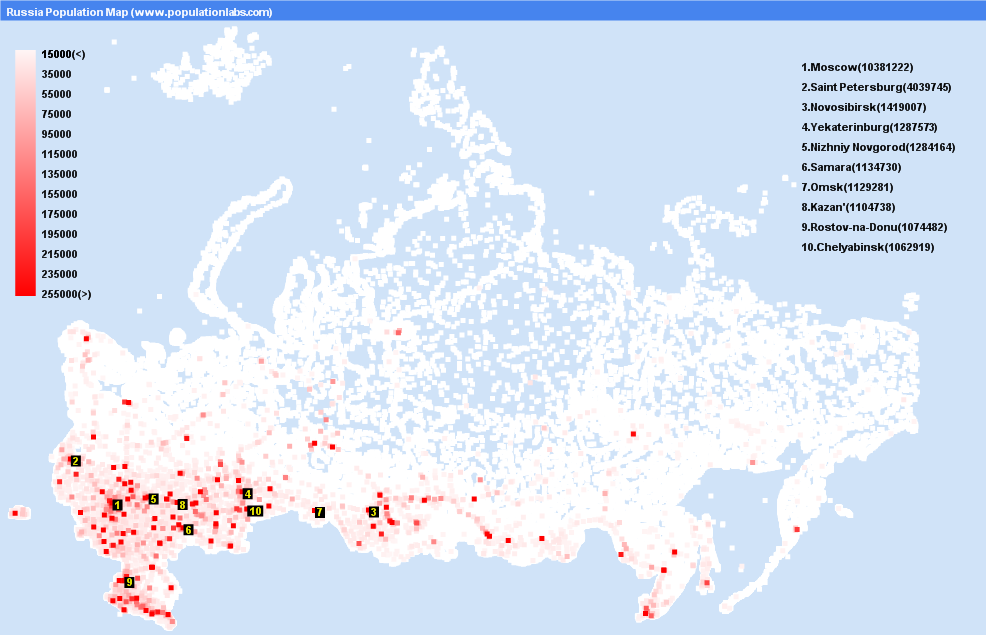 Russia Population Map (www.populationlabs.com)
15000(<)
35000
55000
75000
95000
115000
135000
155000
175000
195000
215000
235000
255000(>)
1.Moscow(10381222)
2.Saint Petersburg(4039745)
3.Novosibirsk(1419007)
4.Yekaterinburg(1287573)
5.Nizhniy Novgorod(1284164)
6.Samara(1134730)
7.Omsk(1129281)
8.Kazan'(1104738)
9.Rostov-na-Donu(1074482)
10.Chelyabinsk(1062919)
2
4
5
1
8
10
7
3
6
9